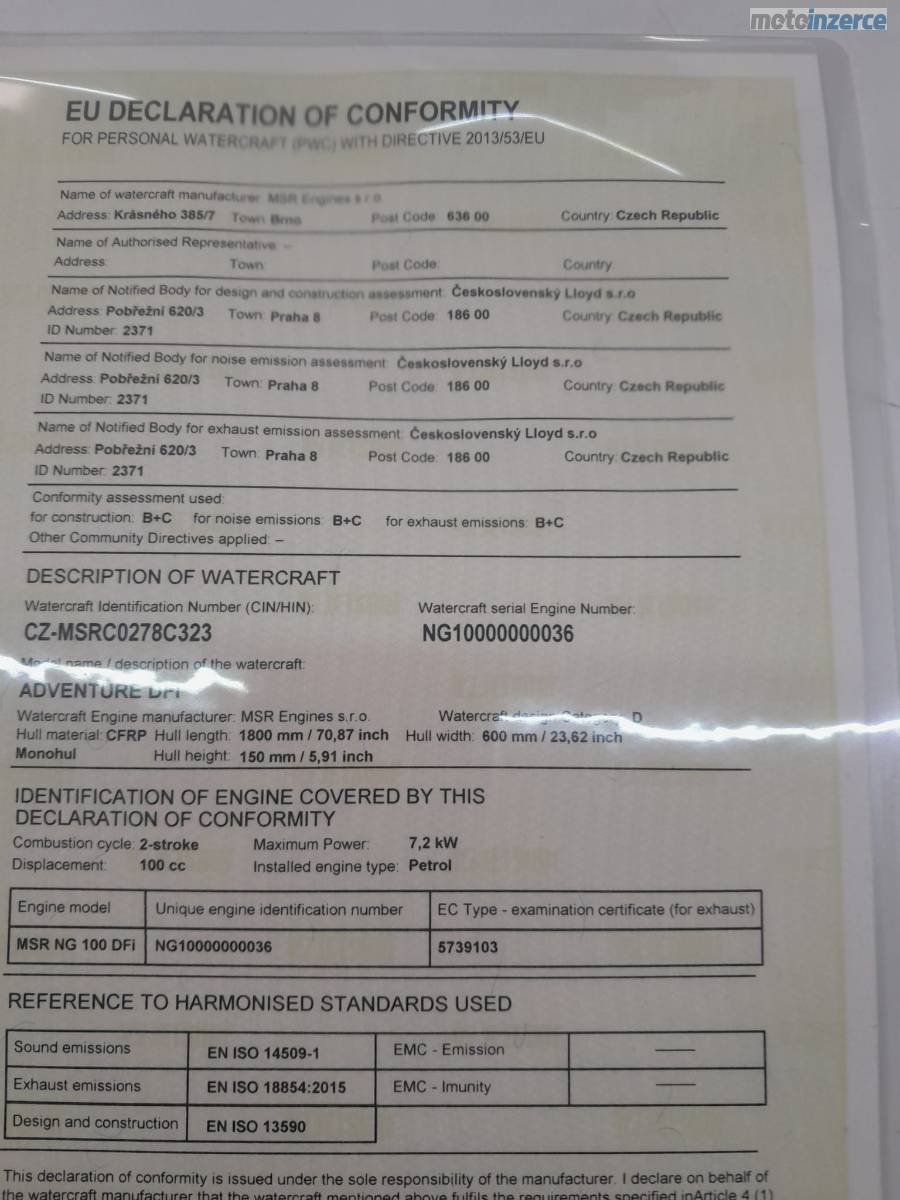 motoinzerce
EU DECLARATION OF CONFORMITY
FOR PERSONAL WATERCRAFT (PWC) WITH DIRECTIVE 2013/53/EU
Name of watercraft manufacturer: MSR Engines s.r.o.
Address: Krásného 385/7 Town: Brno Post Code: 636 00 Country: Czech Republic
Name of Authorised Representative: –
Address: Town: Post Code: Country:
Name of Notified Body for design and construction assessment: Československý Lloyd s.r.o
Address: Pobřežní 620/3 Town: Praha 8 Post Code: 186 00 Country: Czech Republic
ID Number: 2371
Name of Notified Body for noise emission assessment: Československý Lloyd s.r.o
Address: Pobřežní 620/3 Town: Praha 8 Post Code: 186 00 Country: Czech Republic
ID Number: 2371
Name of Notified Body for exhaust emission assessment: Československý Lloyd s.r.o
Address: Pobřežní 620/3 Town: Praha 8 Post Code: 186 00 Country: Czech Republic
ID Number: 2371
Conformity assessment used:
for construction: B+C for noise emissions: B+C for exhaust emissions: B+C
Other Community Directives applied: –
DESCRIPTION OF WATERCRAFT
Watercraft Identification Number (CIN/HIN): Watercraft serial Engine Number:
CZ-MSRC0278C323 NG10000000036
Model name / description of the watercraft:
ADVENTURE DFi
Watercraft Engine manufacturer: MSR Engines s.r.o. Watercraft design Category: D
Hull material: CFRP Hull length: 1800 mm / 70,87 inch Hull width: 600 mm / 23,62 inch
Monohul Hull height: 150 mm / 5,91 inch
IDENTIFICATION OF ENGINE COVERED BY THIS
DECLARATION OF CONFORMITY
Combustion cycle: 2-stroke Maximum Power: 7,2 kW
Displacement: 100 cc Installed engine type: Petrol
Engine model Unique engine identification number EC Type - examination certificate (for exhaust)
MSR NG 100 DFi NG10000000036 5739103
REFERENCE TO HARMONISED STANDARDS USED
Sound emissions EN ISO 14509-1 EMC - Emission ——
Exhaust emissions EN ISO 18854:2015 EMC - Imunity ——
Design and construction EN ISO 13590
This declaration of conformity is issued under the sole responsibility of the manufacturer. I declare on behalf of
the watercraft manufacturer that the watercraft mentioned above fulfils the requirements specified inArticle 4 (1)